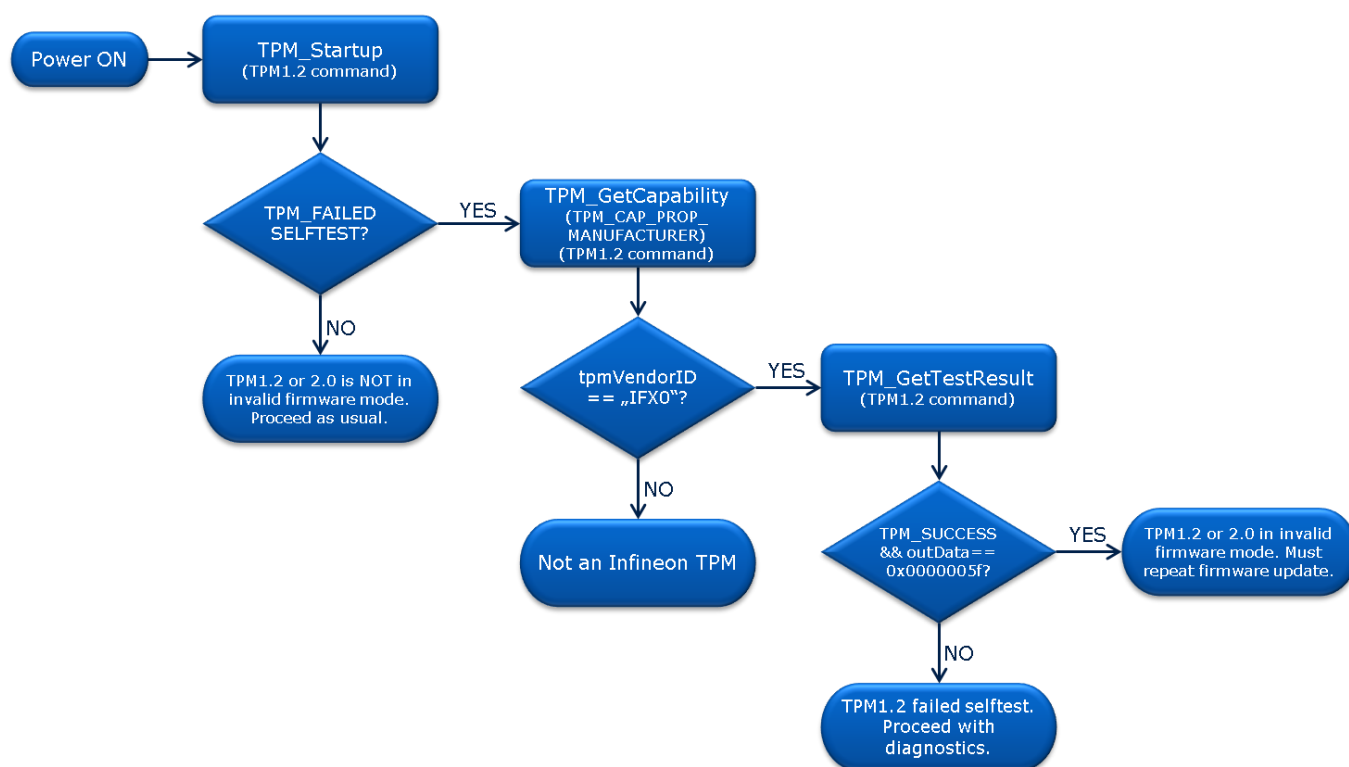 Power ON
TPM_Startup
(TPM1.2 command)
TPM_FAILED
SELFTEST?
YES
TPM_GetCapability
(TPM_CAP_PROP_
MANUFACTURER)
(TPM1.2 command)
NO
TPM1.2 or 2.0 is NOT in
invalid firmware mode.
Proceed as usual.
tpmVendorID
== „IFX0“?
YES
TPM_GetTestResult
(TPM1.2 command)
NO
Not an Infineon TPM
TPM_SUCCESS
&& outData==
0x0000005f?
YES
TPM1.2 or 2.0 in invalid
firmware mode. Must
repeat firmware update.
NO
TPM1.2 failed selftest.
Proceed with
diagnostics.